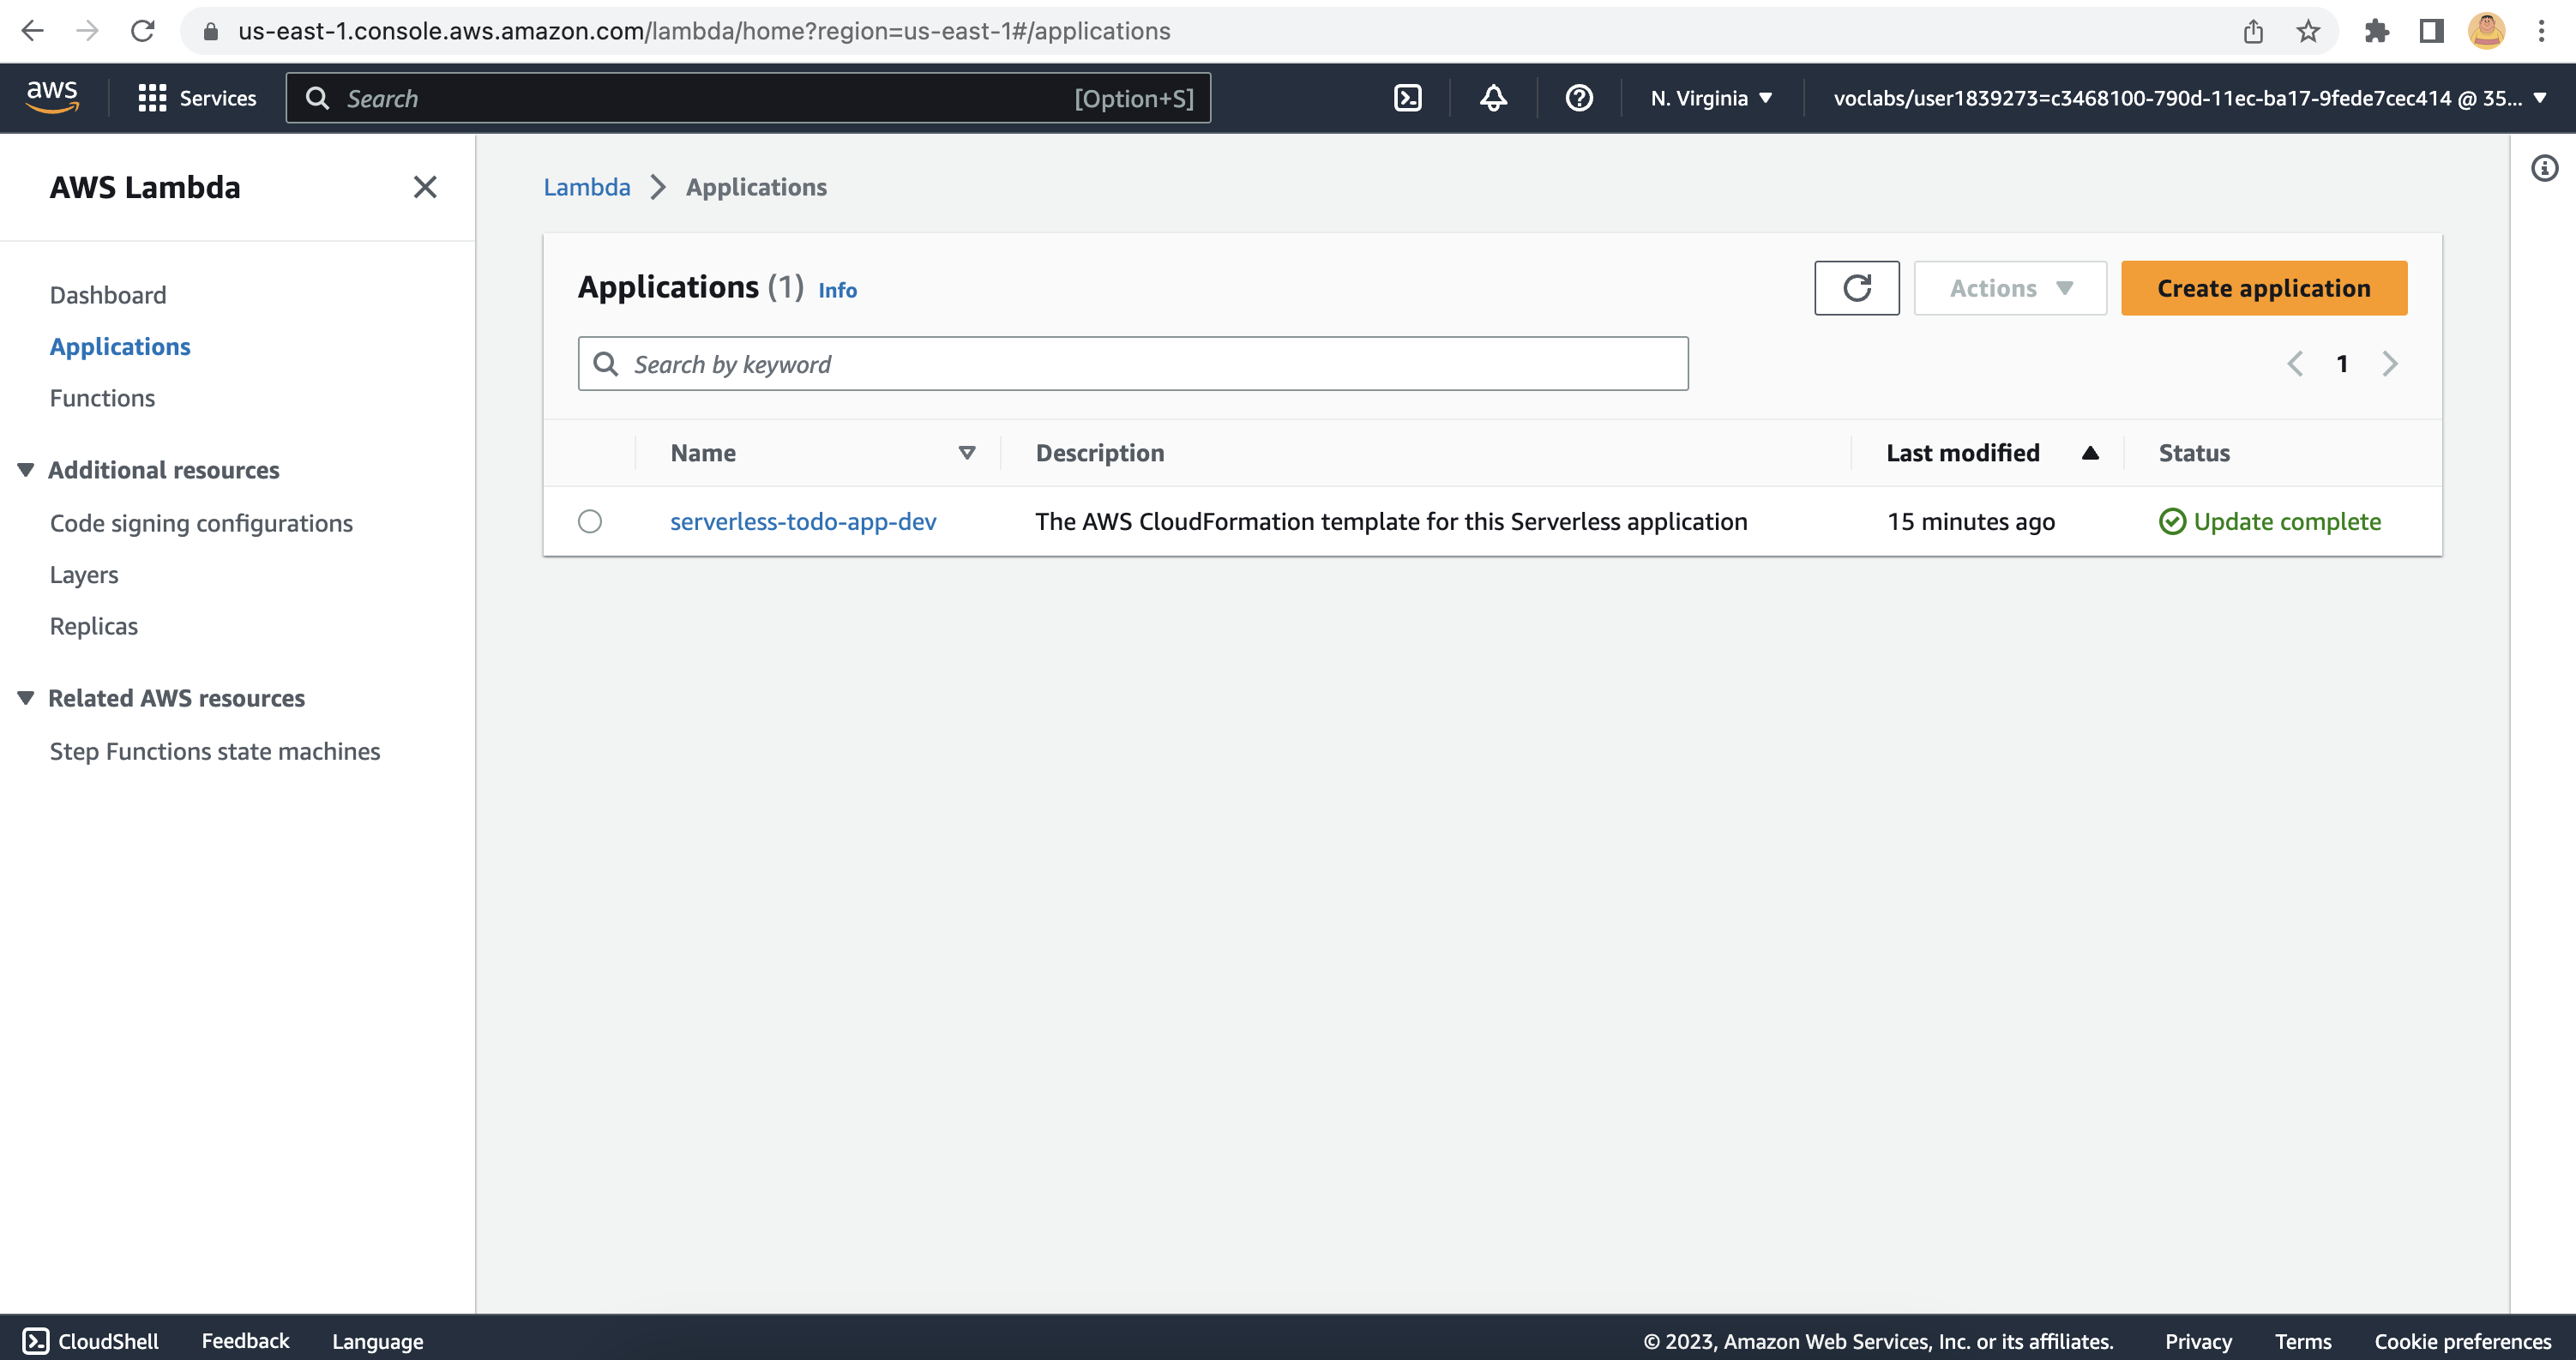 us-east-1.console.aws.amazon.com/lambda/home?region=us-east-1#/applications
aws Services Search [Option+S] N. Virginia voclabs/user1839273=c3468100-790d-11ec-ba17-9fede7cec414 @ 35...
AWS Lambda
Dashboard
Applications
Functions
Additional resources
Code signing configurations
Layers
Replicas
Related AWS resources
Step Functions state machines
Lambda Applications
Applications (1) Info
Actions
Create application
Search by keyword
1
Name Description Last modified Status
serverless-todo-app-dev The AWS CloudFormation template for this Serverless application 15 minutes ago Update complete
CloudShell Feedback Language © 2023, Amazon Web Services, Inc. or its affiliates. Privacy Terms Cookie preferences